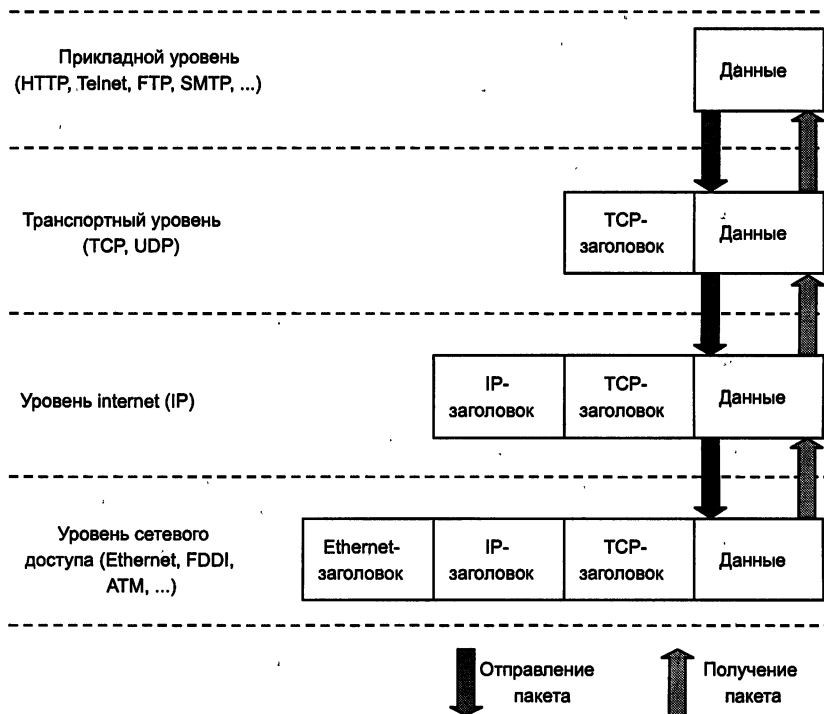 Прикладной уровень
(HTTP, Telnet, FTP, SMTP, ...)
Данные
Транспортный уровень
(TCP, UDP)
TCP-
заголовок
Данные
Уровень internet (IP)
IP-
заголовок
TCP-
заголовок
Данные
Уровень сетевого
доступа (Ethernet, FDDI,
ATM, ...)
Ethernet-
заголовок
IP-
заголовок
TCP-
заголовок
Данные
Отправление
пакета
Получение
пакета